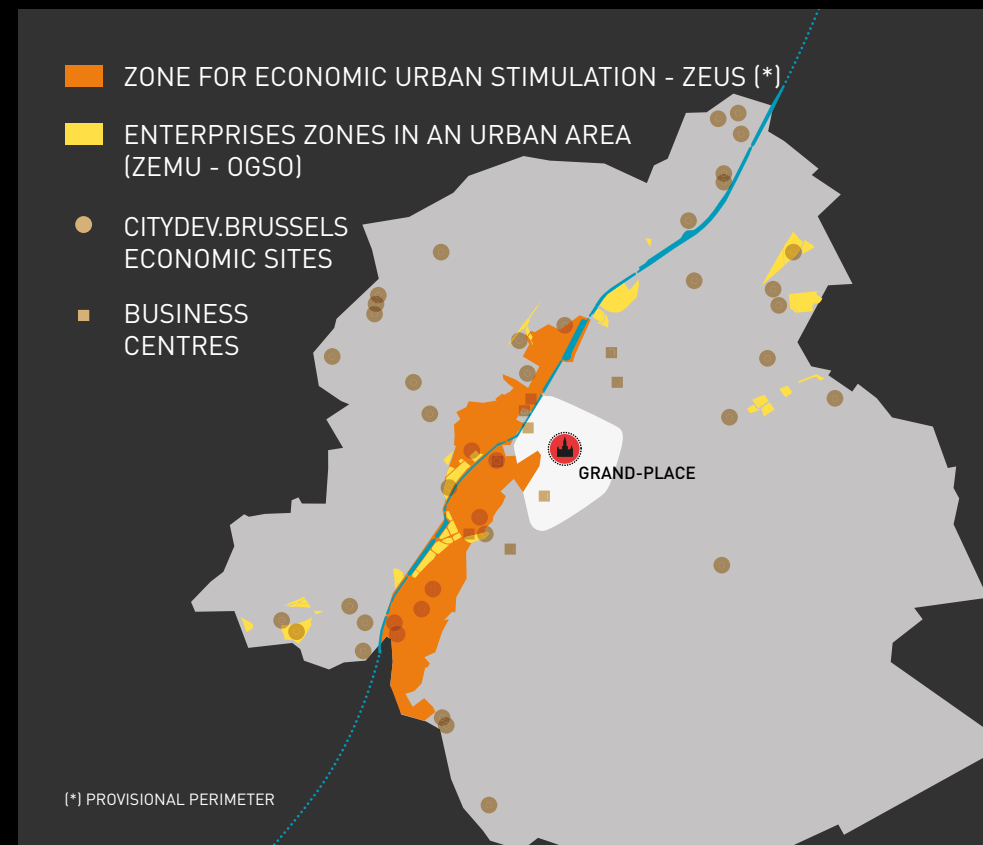 ZONE FOR ECONOMIC URBAN STIMULATION - ZEUS (*)
ENTERPRISES ZONES IN AN URBAN AREA
(ZEMU - OGSO)
CITYDEV.BRUSSELS
ECONOMIC SITES
BUSINESS
CENTRES
GRAND-PLACE
(*) PROVISIONAL PERIMETER